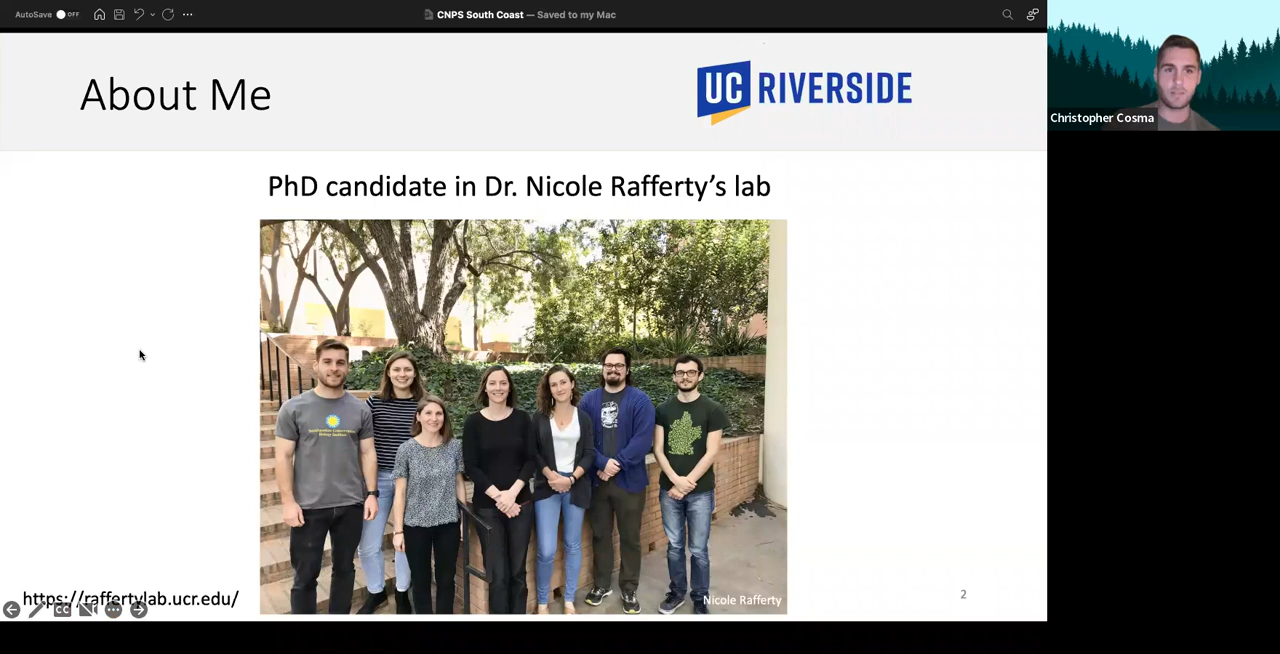 AutoSave OFF
CNPS South Coast — Saved to my Mac
About Me
UC RIVERSIDE
Christopher Cosma
PhD candidate in Dr. Nicole Rafferty's lab
Nicole Rafferty
https://raffertylab.ucr.edu/
CC
2